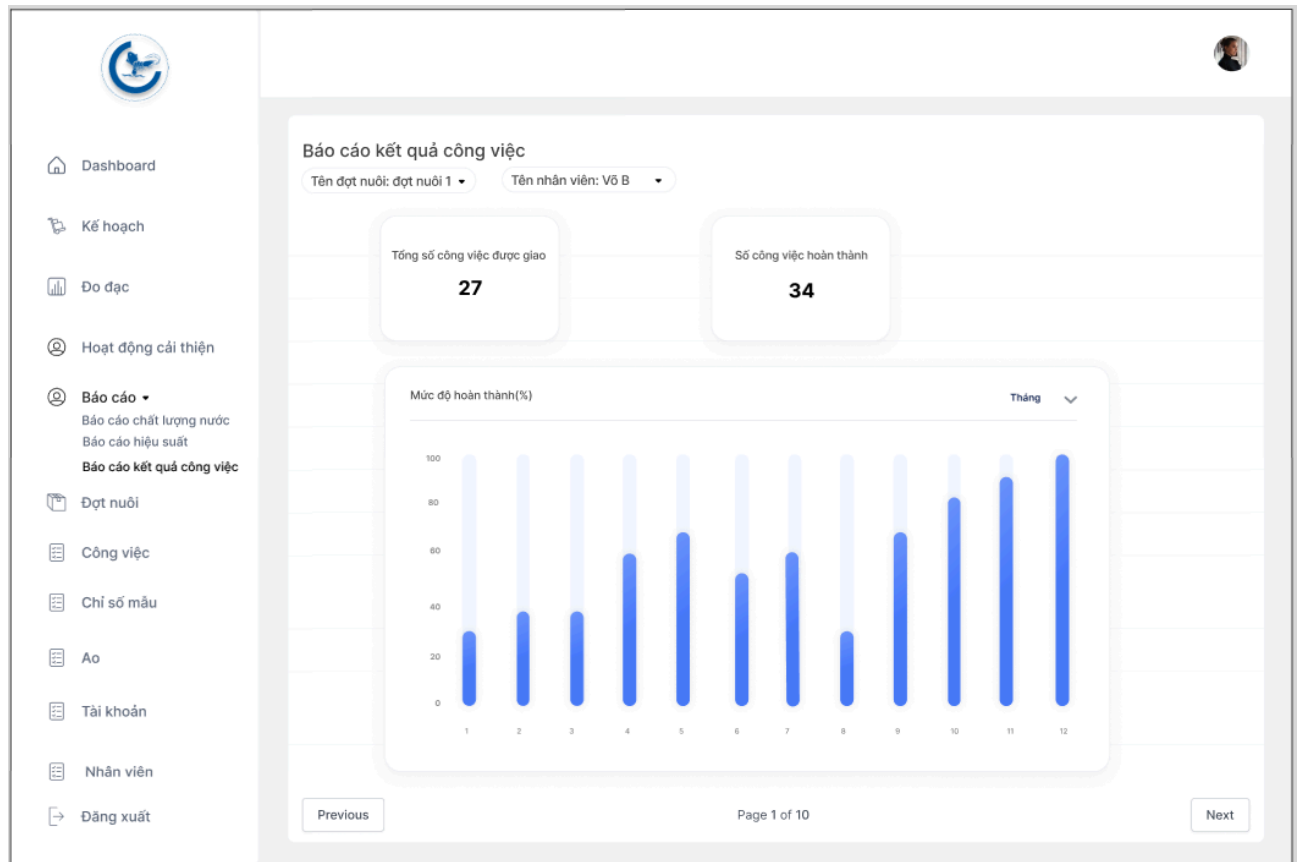 Dashboard
Kế hoạch
Đo đạc
Hoạt động cải thiện
Báo cáo
Báo cáo chất lượng nước
Báo cáo hiệu suất
Báo cáo kết quả công việc
Đợt nuôi
Công việc
Chỉ số mẫu
Ao
Tài khoản
Nhân viên
Đăng xuất
Báo cáo kết quả công việc
Tên đợt nuôi: đợt nuôi 1
Tên nhân viên: Võ B
Tổng số công việc được giao
27
Số công việc hoàn thành
34
Mức độ hoàn thành(%)
Tháng
100
80
60
40
20
0
1 2 3 4 5 6 7 8 9 10 11 12
Previous
Page 1 of 10
Next